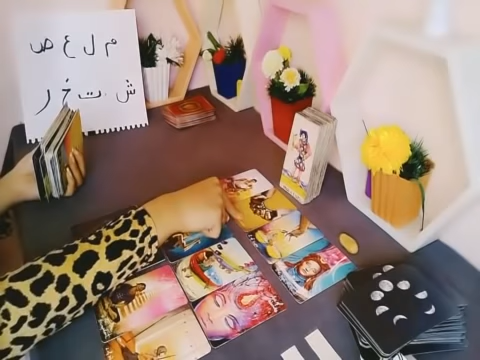 م ل ع ص
ش ت خ ر